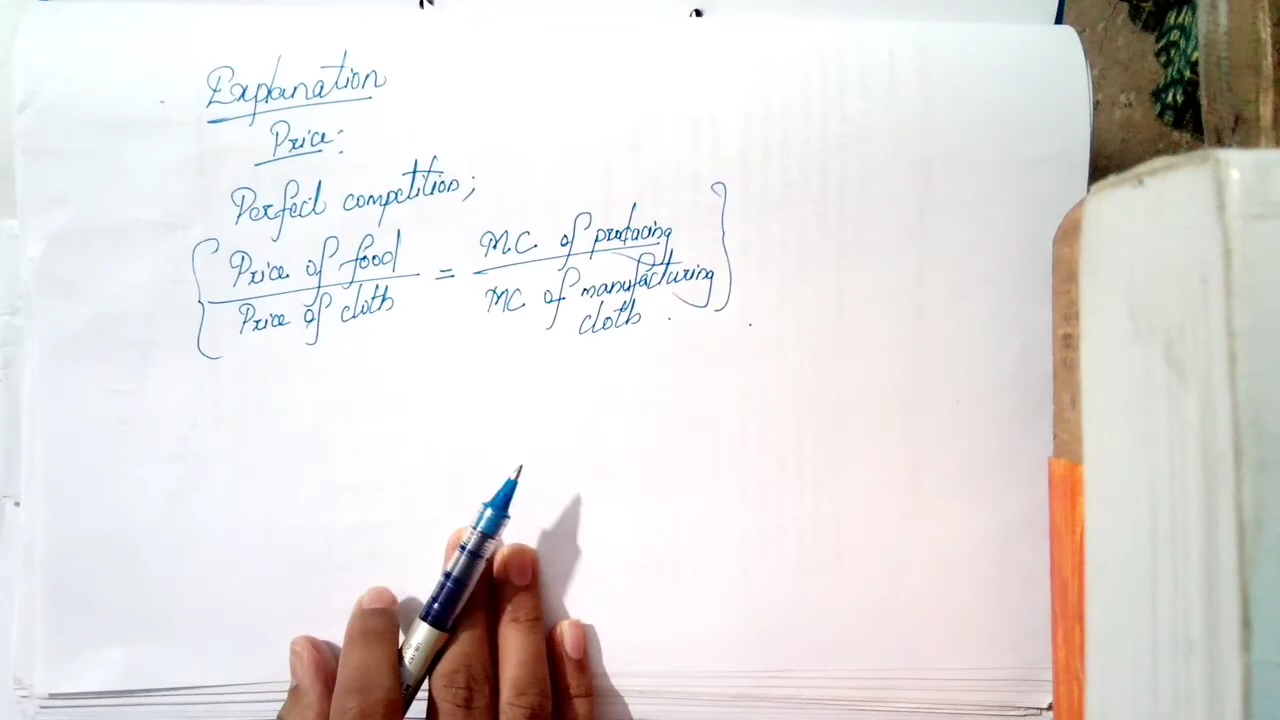 Explanation
Price:
Perfect competition;
Price of food = MC of producing
Price of cloth MC of manufacturing
cloth.